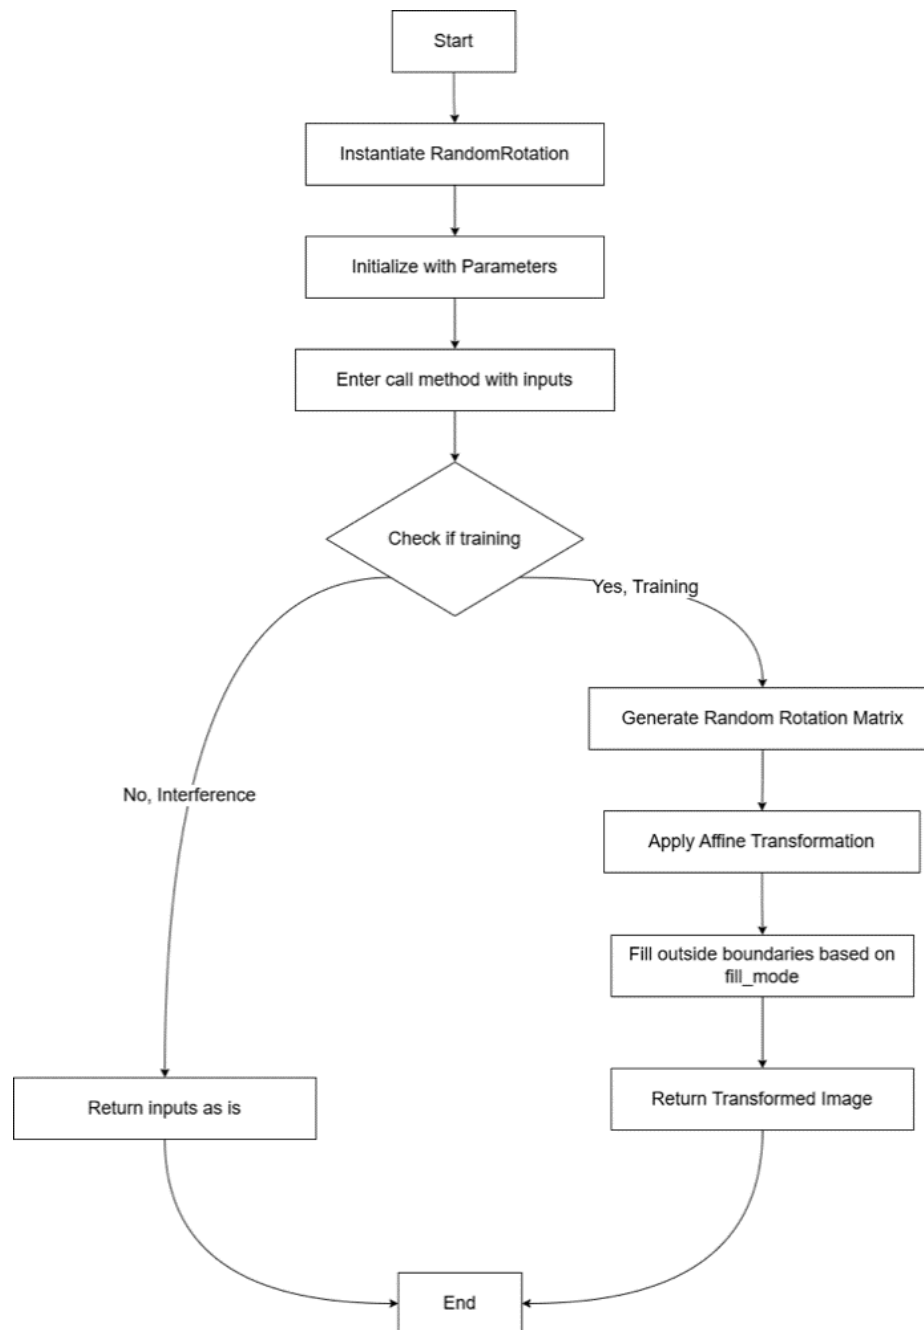 Start
Instantiate RandomRotation
Initialize with Parameters
Enter call method with inputs
Check if training
Yes, Training
Generate Random Rotation Matrix
No, Interference
Apply Affine Transformation
Fill outside boundaries based on
fill_mode
Return inputs as is
Return Transformed Image
End